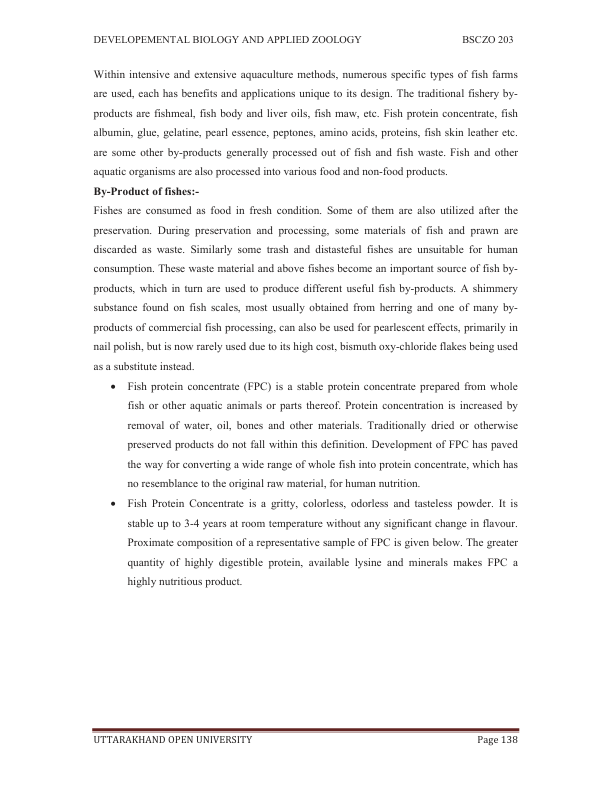 DEVELOPEMENTAL BIOLOGY AND APPLIED ZOOLOGY BSCZO 203
Within intensive and extensive aquaculture methods, numerous specific types of fish farms
are used, each has benefits and applications unique to its design. The traditional fishery by-
products are fishmeal, fish body and liver oils, fish maw, etc. Fish protein concentrate, fish
albumin, glue, gelatine, pearl essence, peptones, amino acids, proteins, fish skin leather etc.
are some other by-products generally processed out of fish and fish waste. Fish and other
aquatic organisms are also processed into various food and non-food products.
By-Product of fishes:-
Fishes are consumed as food in fresh condition. Some of them are also utilized after the
preservation. During preservation and processing, some materials of fish and prawn are
discarded as waste. Similarly some trash and distasteful fishes are unsuitable for human
consumption. These waste material and above fishes become an important source of fish by-
products, which in turn are used to produce different useful fish by-products. A shimmery
substance found on fish scales, most usually obtained from herring and one of many by-
products of commercial fish processing, can also be used for pearlescent effects, primarily in
nail polish, but is now rarely used due to its high cost, bismuth oxy-chloride flakes being used
as a substitute instead.
• Fish protein concentrate (FPC) is a stable protein concentrate prepared from whole
fish or other aquatic animals or parts thereof. Protein concentration is increased by
removal of water, oil, bones and other materials. Traditionally dried or otherwise
preserved products do not fall within this definition. Development of FPC has paved
the way for converting a wide range of whole fish into protein concentrate, which has
no resemblance to the original raw material, for human nutrition.
• Fish Protein Concentrate is a gritty, colorless, odorless and tasteless powder. It is
stable up to 3-4 years at room temperature without any significant change in flavour.
Proximate composition of a representative sample of FPC is given below. The greater
quantity of highly digestible protein, available lysine and minerals makes FPC a
highly nutritious product.
UTTARAKHAND OPEN UNIVERSITY Page 138